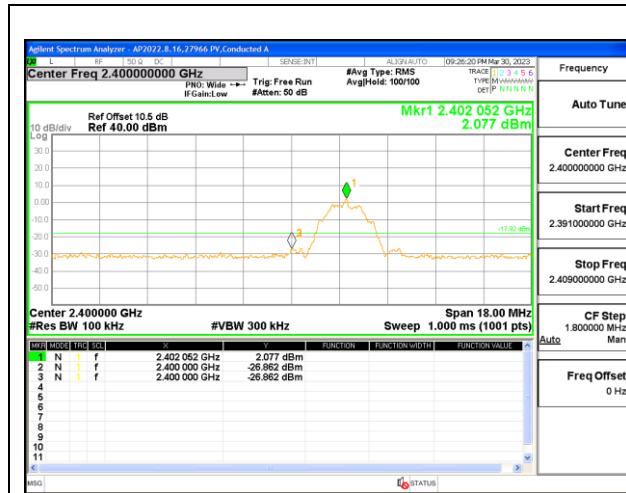 Agilent Spectrum Analyzer - AP2022.8.16,27966 PV,Conducted A
L RF 50 Ω DC SENSE:INT ALIGNAUTO 09:26:20 PM Mar 30, 2023
Center Freq 2.400000000 GHz
PNO: Wide
IFGain:Low
Trig: Free Run
#Atten: 50 dB
#Avg Type: RMS
Avg|Hold: 100/100
TRACE 1 2 3 4 5 6
TYPE M
DET P N N N N N
Ref Offset 10.5 dB
Ref 40.00 dBm
10 dB/div
Log
Mkr1 2.402 052 GHz
2.077 dBm
30.0
20.0
10.0
0.00
-10.0
-20.0
-30.0
-40.0
-50.0
1
-17.92 dBm
Center 2.400000 GHz
Span 18.00 MHz
#Res BW 100 kHz
#VBW 300 kHz
Sweep 1.000 ms (1001 pts)
MKR MODE TRC SCL X Y FUNCTION FUNCTION WIDTH FUNCTION VALUE
1 N 1 f 2.402 052 GHz 2.077 dBm
2 N 1 f 2.400 000 GHz -26.862 dBm
3 N 1 f 2.400 000 GHz -26.862 dBm
4
5
6
7
8
9
10
11
MSG
STATUS
Frequency
Auto Tune
Center Freq
2.400000000 GHz
Start Freq
2.391000000 GHz
Stop Freq
2.409000000 GHz
CF Step
1.800000 MHz
Auto Man
Freq Offset
0 Hz